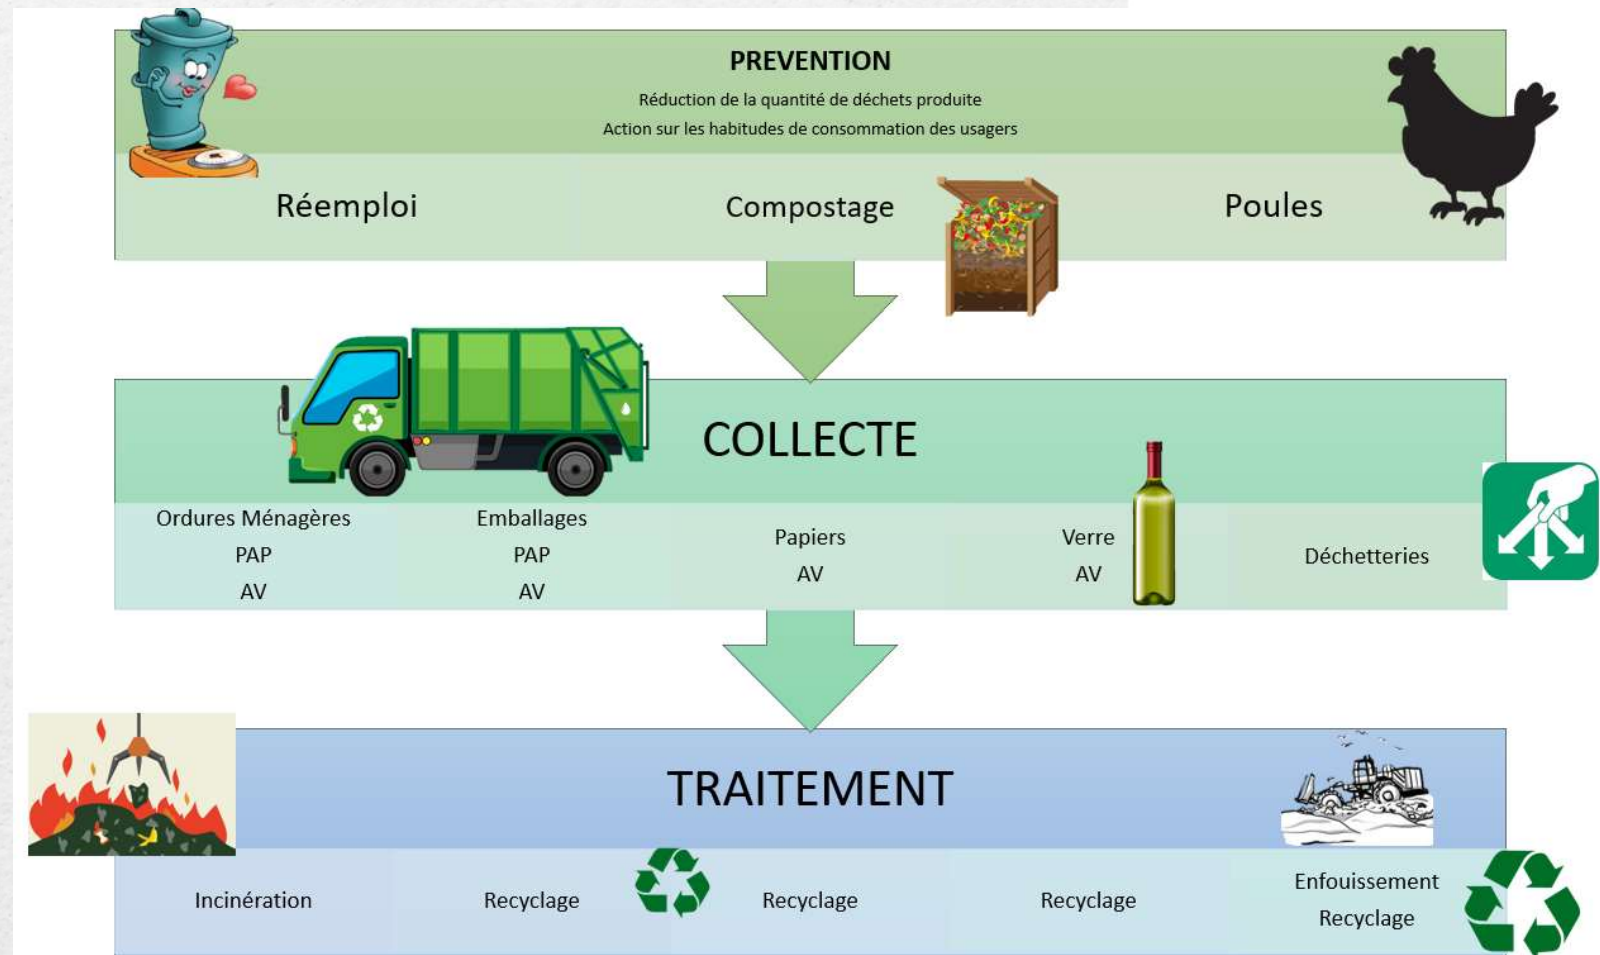 PREVENTION
Réduction de la quantité de déchets produite
Action sur les habitudes de consommation des usagers
Réemploi
Compostage
Poules
COLLECTE
Ordures Ménagères
PAP
AV
Emballages
PAP
AV
Papiers
AV
Verre
AV
Déchetteries
TRAITEMENT
Incinération
Recyclage
Recyclage
Recyclage
Enfouissement
Recyclage